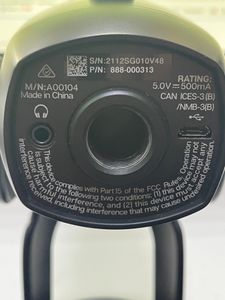 S/N:2112SG010V48
P/N: 888-000313
M/N:A00104
Made in China
RATING:
5.0V⎓500mA
CAN ICES-3(B)
/NMB-3(B)
This device complies with Part 15 of the FCC Rules. Operation
is subject to the following two conditions: (1) this device may not
cause harmful interference, and (2) this device must accept any
interference received, including interference that may cause undesired operation.